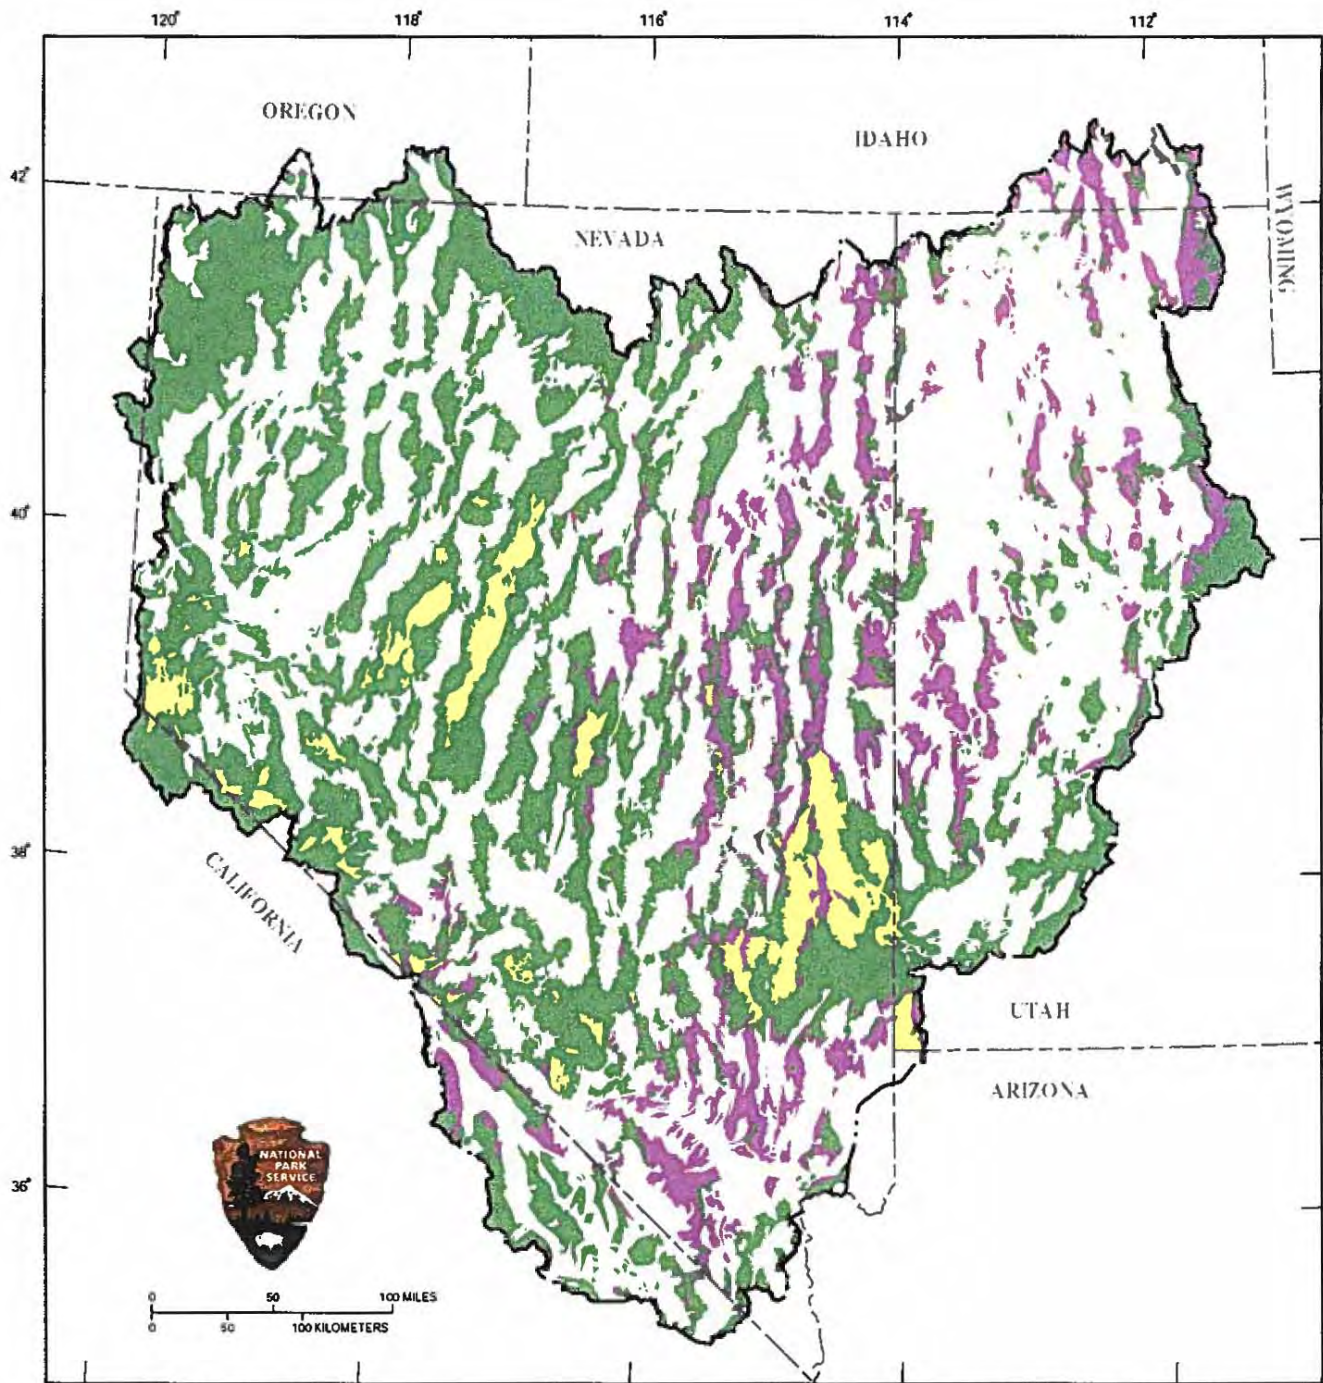 120° 118° 116° 114° 112°
OREGON
IDAHO
42°
WYOMING
NEVADA
40°
38°
CALIFORNIA
UTAH
ARIZONA
NATIONAL
PARK
SERVICE
36°
0 50 100 MILES
0 50 100 KILOMETERS